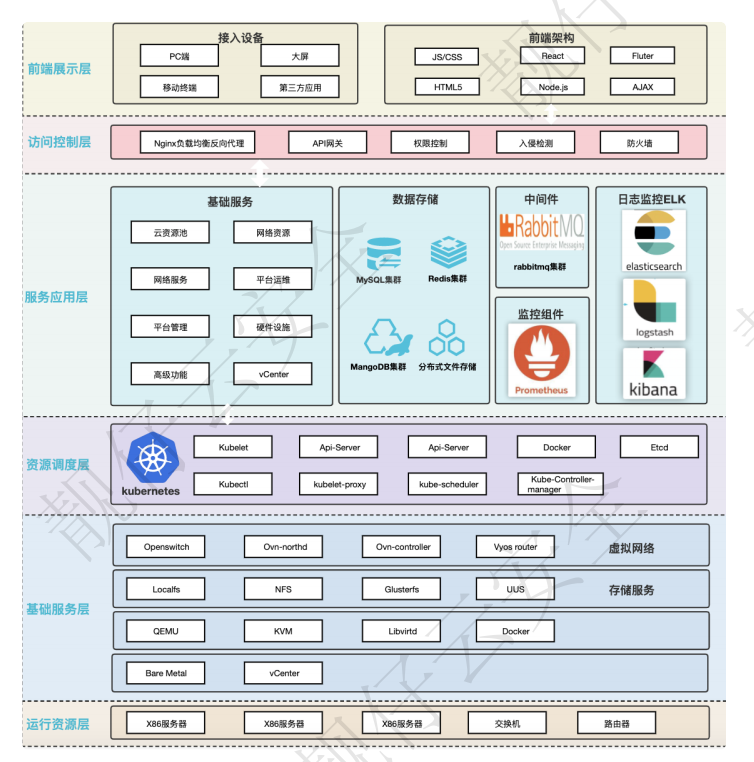 前端展示层
接入设备
PC端
大屏
移动终端
第三方应用
前端架构
JS/CSS
React
Fluter
HTML5
Node.js
AJAX
访问控制层
Nginx负载均衡反向代理
API网关
权限控制
入侵检测
防火墙
服务应用层
基础服务
云资源池
网络资源
网络服务
平台运维
平台管理
硬件设施
高级功能
vCenter
数据存储
MySQL集群
Redis集群
MangoDB集群
分布式文件存储
中间件
RabbitMQ
Open Source Enterprise Messaging
rabbitmq集群
监控组件
Prometheus
日志监控ELK
elasticsearch
logstash
kibana
资源调度层
kubernetes
Kubelet
Api-Server
Api-Server
Docker
Etcd
Kubectl
kubelet-proxy
kube-scheduler
Kube-Controller-
manager
基础服务层
Openswitch
Ovn-northd
Ovn-controller
Vyos router
虚拟网络
Localfs
NFS
Glusterfs
UUS
存储服务
QEMU
KVM
Libvirtd
Docker
Bare Metal
vCenter
运行资源层
X86服务器
X86服务器
X86服务器
交换机
路由器
靓仔云安全